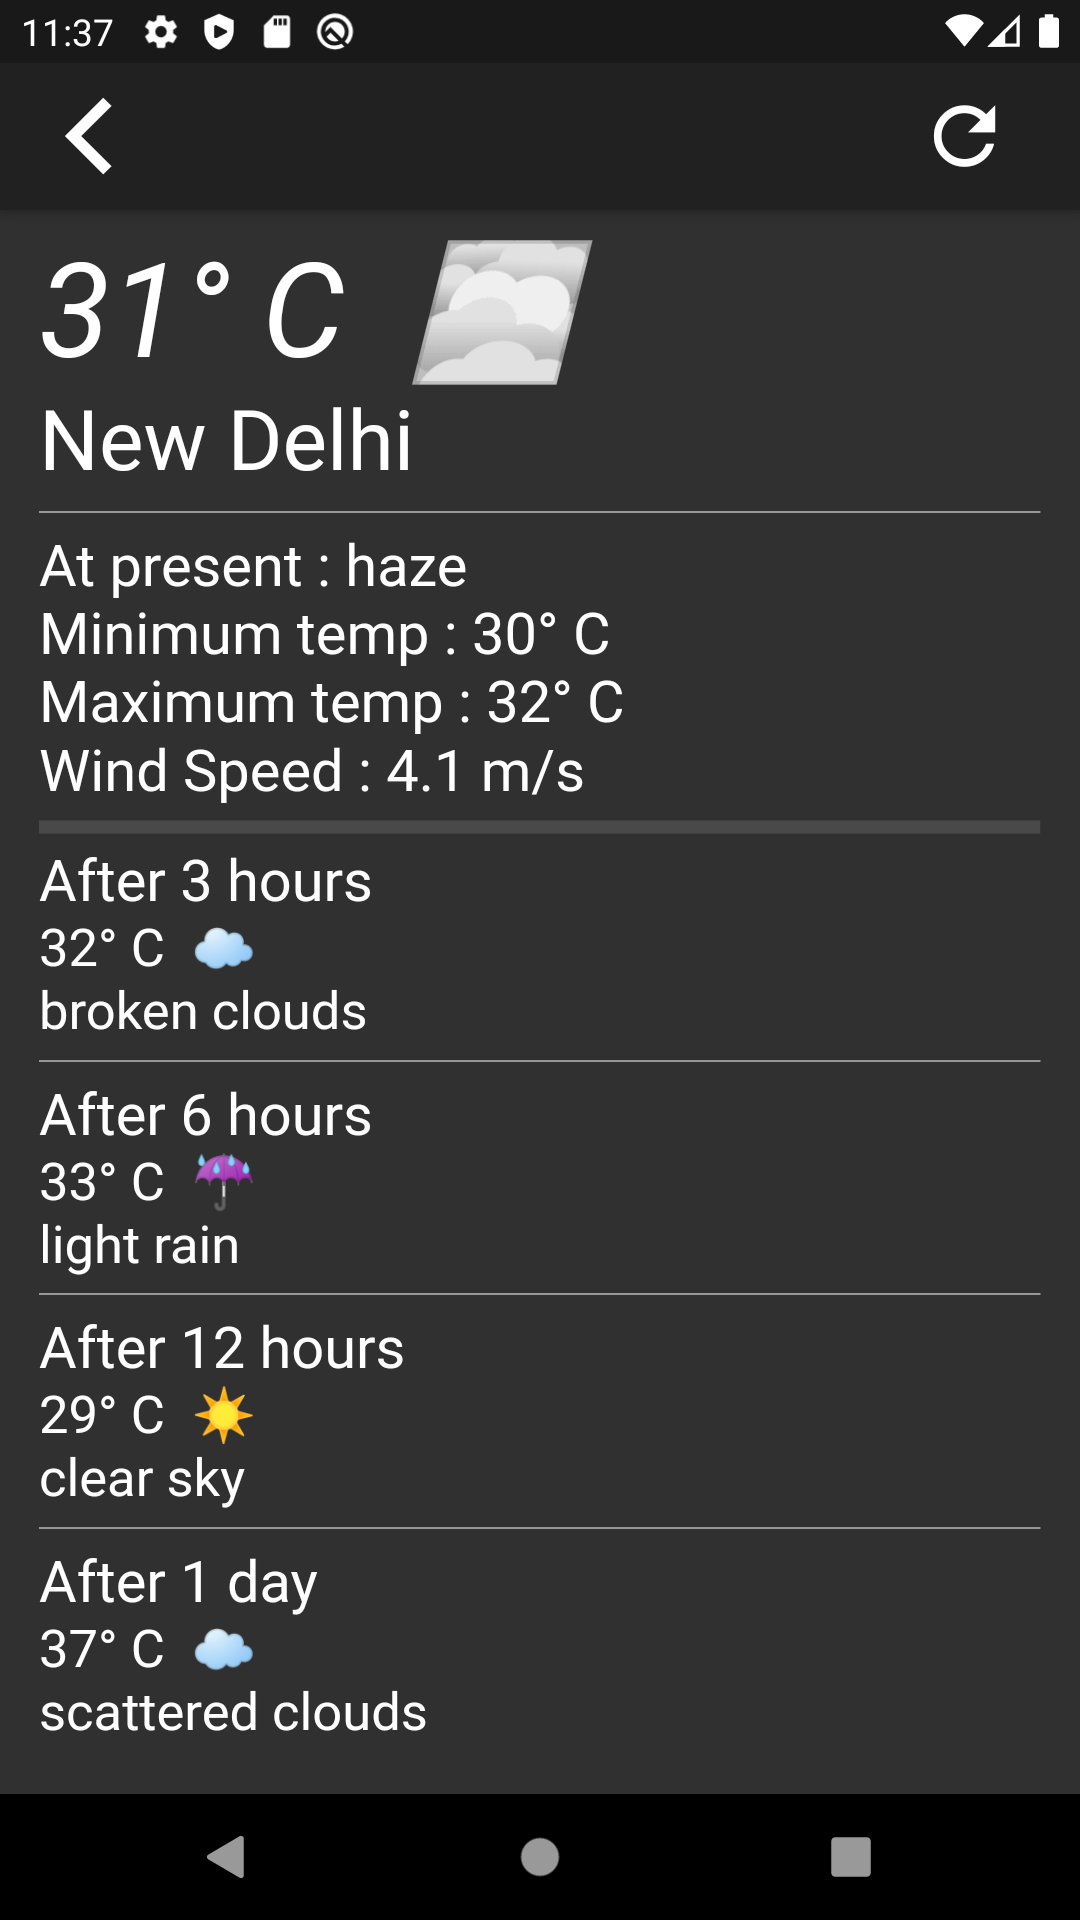 11:37
31° C
New Delhi
At present : haze
Minimum temp : 30° C
Maximum temp : 32° C
Wind Speed : 4.1 m/s
After 3 hours
32° C ☁️
broken clouds
After 6 hours
33° C ☔
light rain
After 12 hours
29° C ☀️
clear sky
After 1 day
37° C ☁️
scattered clouds